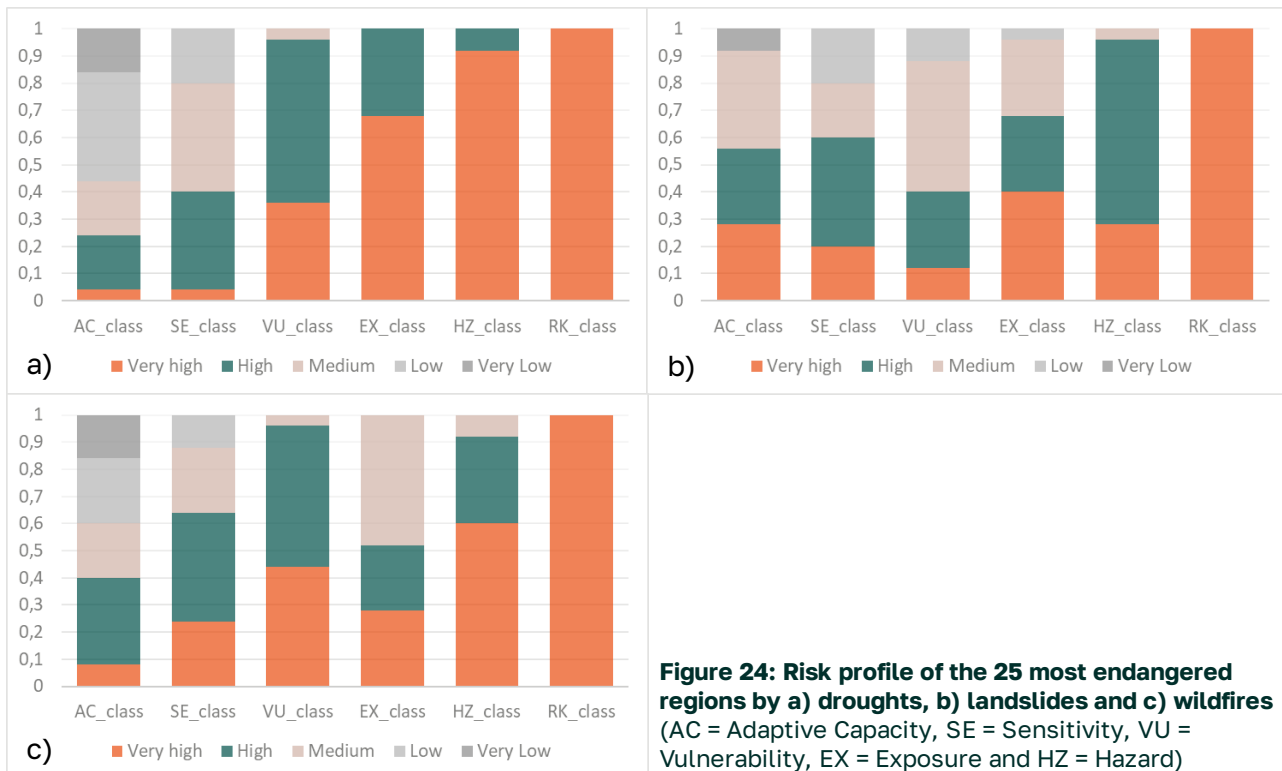 1
0,9
0,8
0,7
0,6
0,5
0,4
0,3
0,2
0,1
0
AC_class SE_class VU_class EX_class HZ_class RK_class
Very high High Medium Low Very Low
a)
1
0,9
0,8
0,7
0,6
0,5
0,4
0,3
0,2
0,1
0
AC_class SE_class VU_class EX_class HZ_class RK_class
Very high High Medium Low Very Low
b)
1
0,9
0,8
0,7
0,6
0,5
0,4
0,3
0,2
0,1
0
AC_class SE_class VU_class EX_class HZ_class RK_class
Very high High Medium Low Very Low
c)
Figure 24: Risk profile of the 25 most endangered
regions by a) droughts, b) landslides and c) wildfires
(AC = Adaptive Capacity, SE = Sensitivity, VU =
Vulnerability, EX = Exposure and HZ = Hazard)